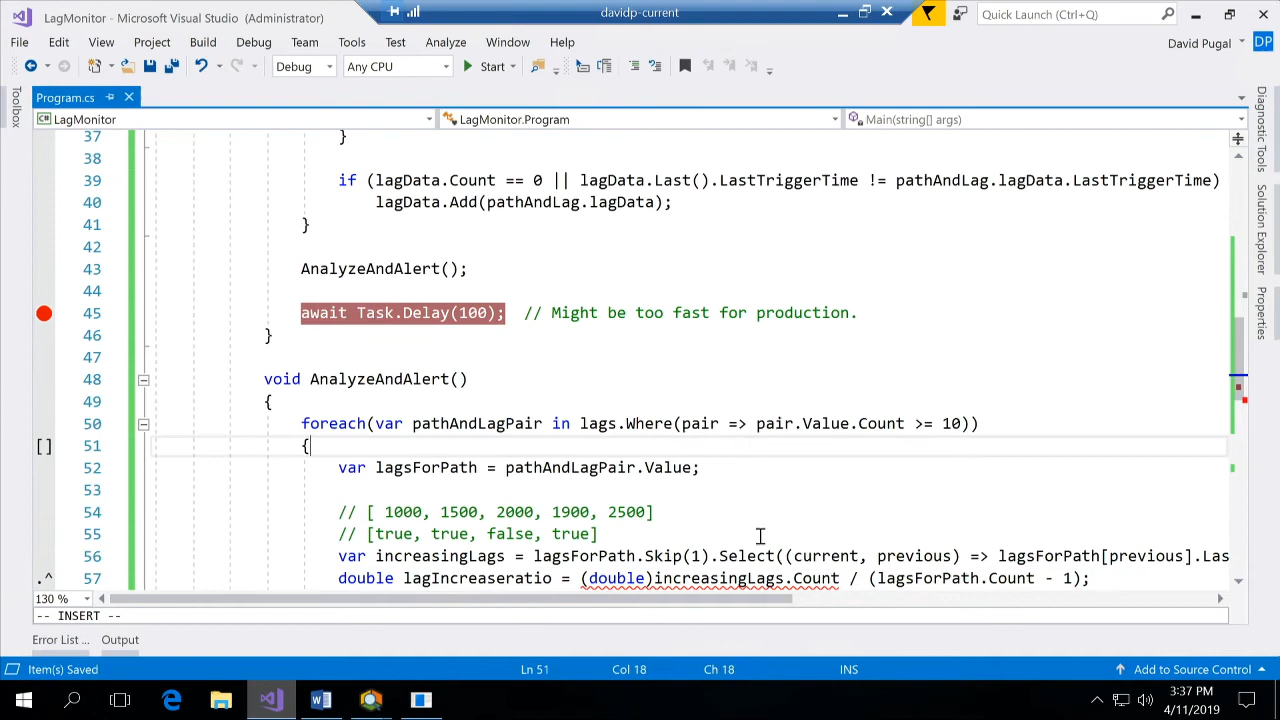 LagMonitor - Microsoft Visual Studio (Administrator)
davidp-current
Quick Launch (Ctrl+Q)
File Edit View Project Build Debug Team Tools Test Analyze Window Help
David Pugal DP
Debug Any CPU Start
Program.cs
C# LagMonitor LagMonitor.Program Main(string[] args)
Toolbox
Diagnostic Tools
Solution Explorer
Properties
37 }
38
39 if (lagData.Count == 0 || lagData.Last().LastTriggerTime != pathAndLag.lagData.LastTriggerTime)
40 lagData.Add(pathAndLag.lagData);
41 }
42
43 AnalyzeAndAlert();
44
45 await Task.Delay(100); // Might be too fast for production.
46 }
47
48 void AnalyzeAndAlert()
49 {
50 foreach(var pathAndLagPair in lags.Where(pair => pair.Value.Count >= 10))
[] 51 {
52 var lagsForPath = pathAndLagPair.Value;
53
54 // [ 1000, 1500, 2000, 1900, 2500]
55 // [true, true, false, true]
56 var increasingLags = lagsForPath.Skip(1).Select((current, previous) => lagsForPath[previous].Las
.^ 57 double lagIncreaseratio = (double)increasingLags.Count / (lagsForPath.Count - 1);
130 %
-- INSERT --
Error List ... Output
Item(s) Saved Ln 51 Col 18 Ch 18 INS Add to Source Control
3:37 PM
4/11/2019